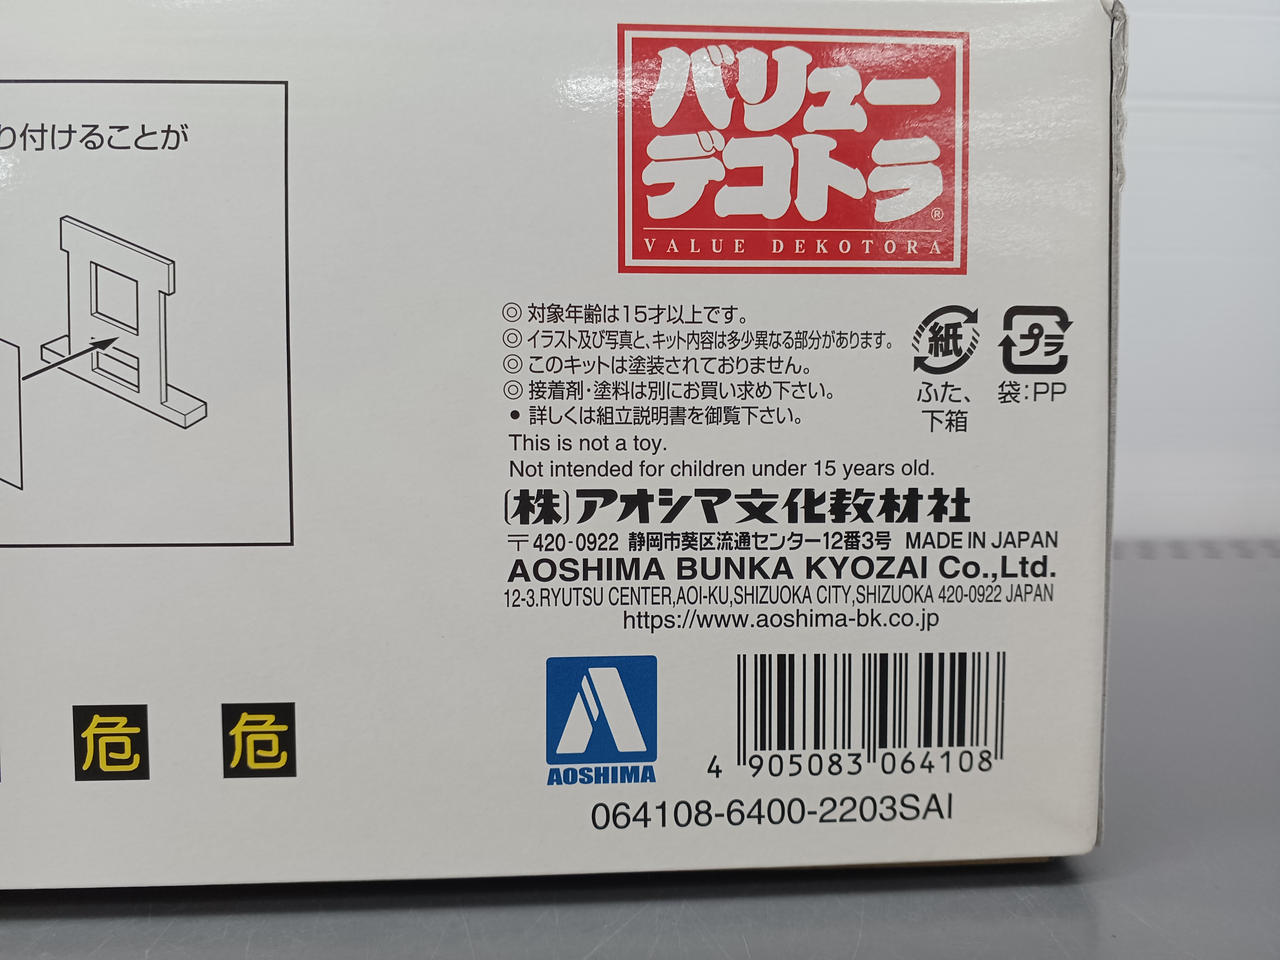 り付けることが
バリュー
デコトラ®
VALUE DEKOTORA
◎ 対象年齢は15才以上です。
◎ イラスト及び写真と、キット内容は多少異なる部分があります。
◎ このキットは塗装されておりません。
◎ 接着剤・塗料は別にお買い求め下さい。
• 詳しくは組立説明書を御覧下さい。
This is not a toy.
Not intended for children under 15 years old.
紙
ふた、
下箱
プラ
袋:PP
(株)アオシマ文化教材社
〒420-0922 静岡市葵区流通センター12番3号 MADE IN JAPAN
AOSHIMA BUNKA KYOZAI Co.,Ltd.
12-3.RYUTSU CENTER,AOI-KU,SHIZUOKA CITY,SHIZUOKA 420-0922 JAPAN
https://www.aoshima-bk.co.jp
AOSHIMA
4 905083 064108
064108-6400-2203SAI
危
危